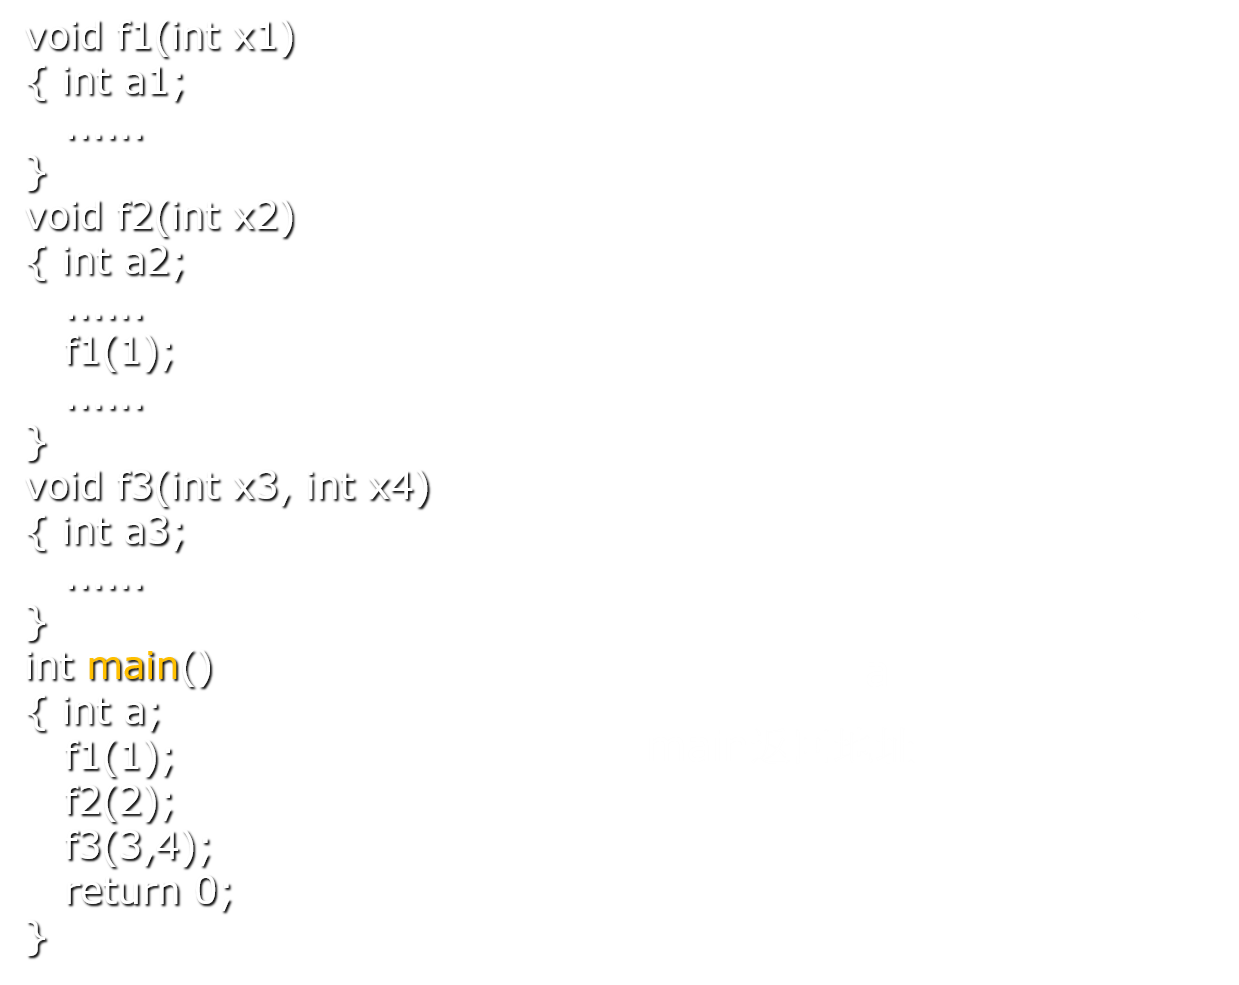 void f1(int x1)
{ int a1;
......
}
void f2(int x2)
{ int a2;
......
f1(1);
......
}
void f3(int x3, int x4)
{ int a3;
......
}
int main()
{ int a;
f1(1);
f2(2);
f3(3,4);
return 0;
}